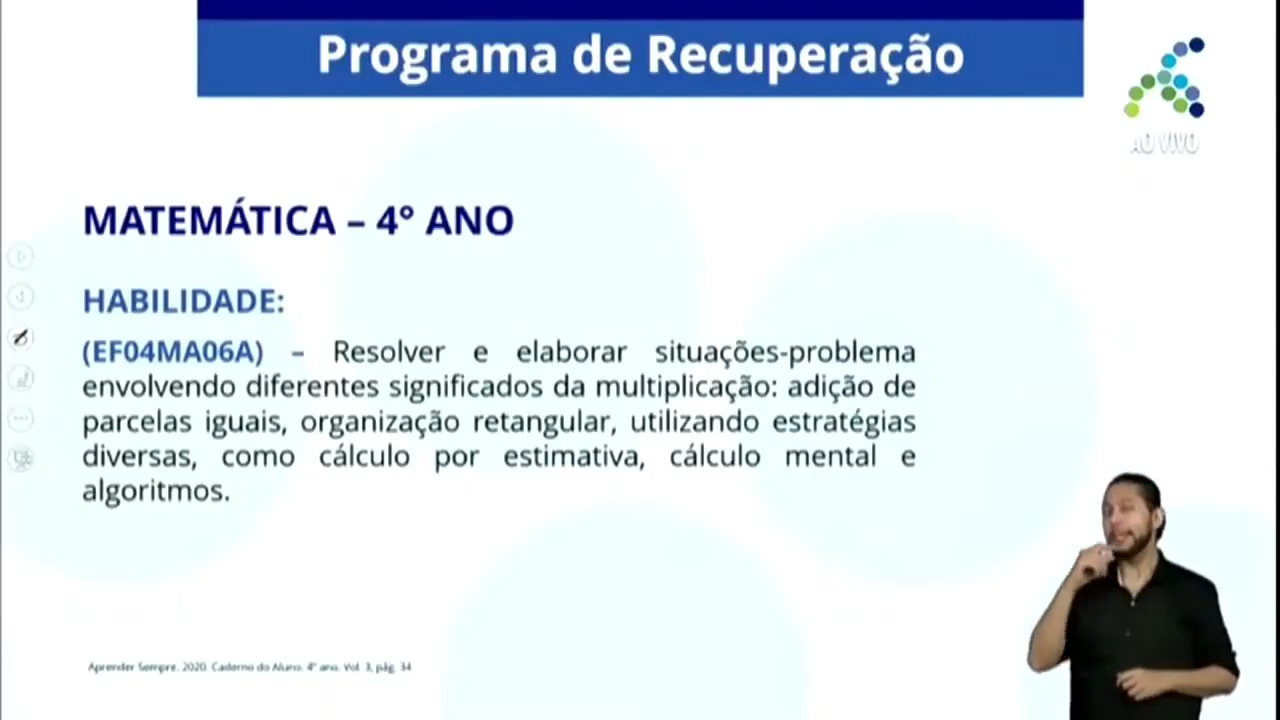 Programa de Recuperação
AO VIVO
MATEMÁTICA – 4° ANO
HABILIDADE:
(EF04MA06A) – Resolver e elaborar situações-problema
envolvendo diferentes significados da multiplicação: adição de
parcelas iguais, organização retangular, utilizando estratégias
diversas, como cálculo por estimativa, cálculo mental e
algoritmos.
Aprender Sempre. 2020. Caderno do Aluno. 4° ano. Vol. 3, pág. 34